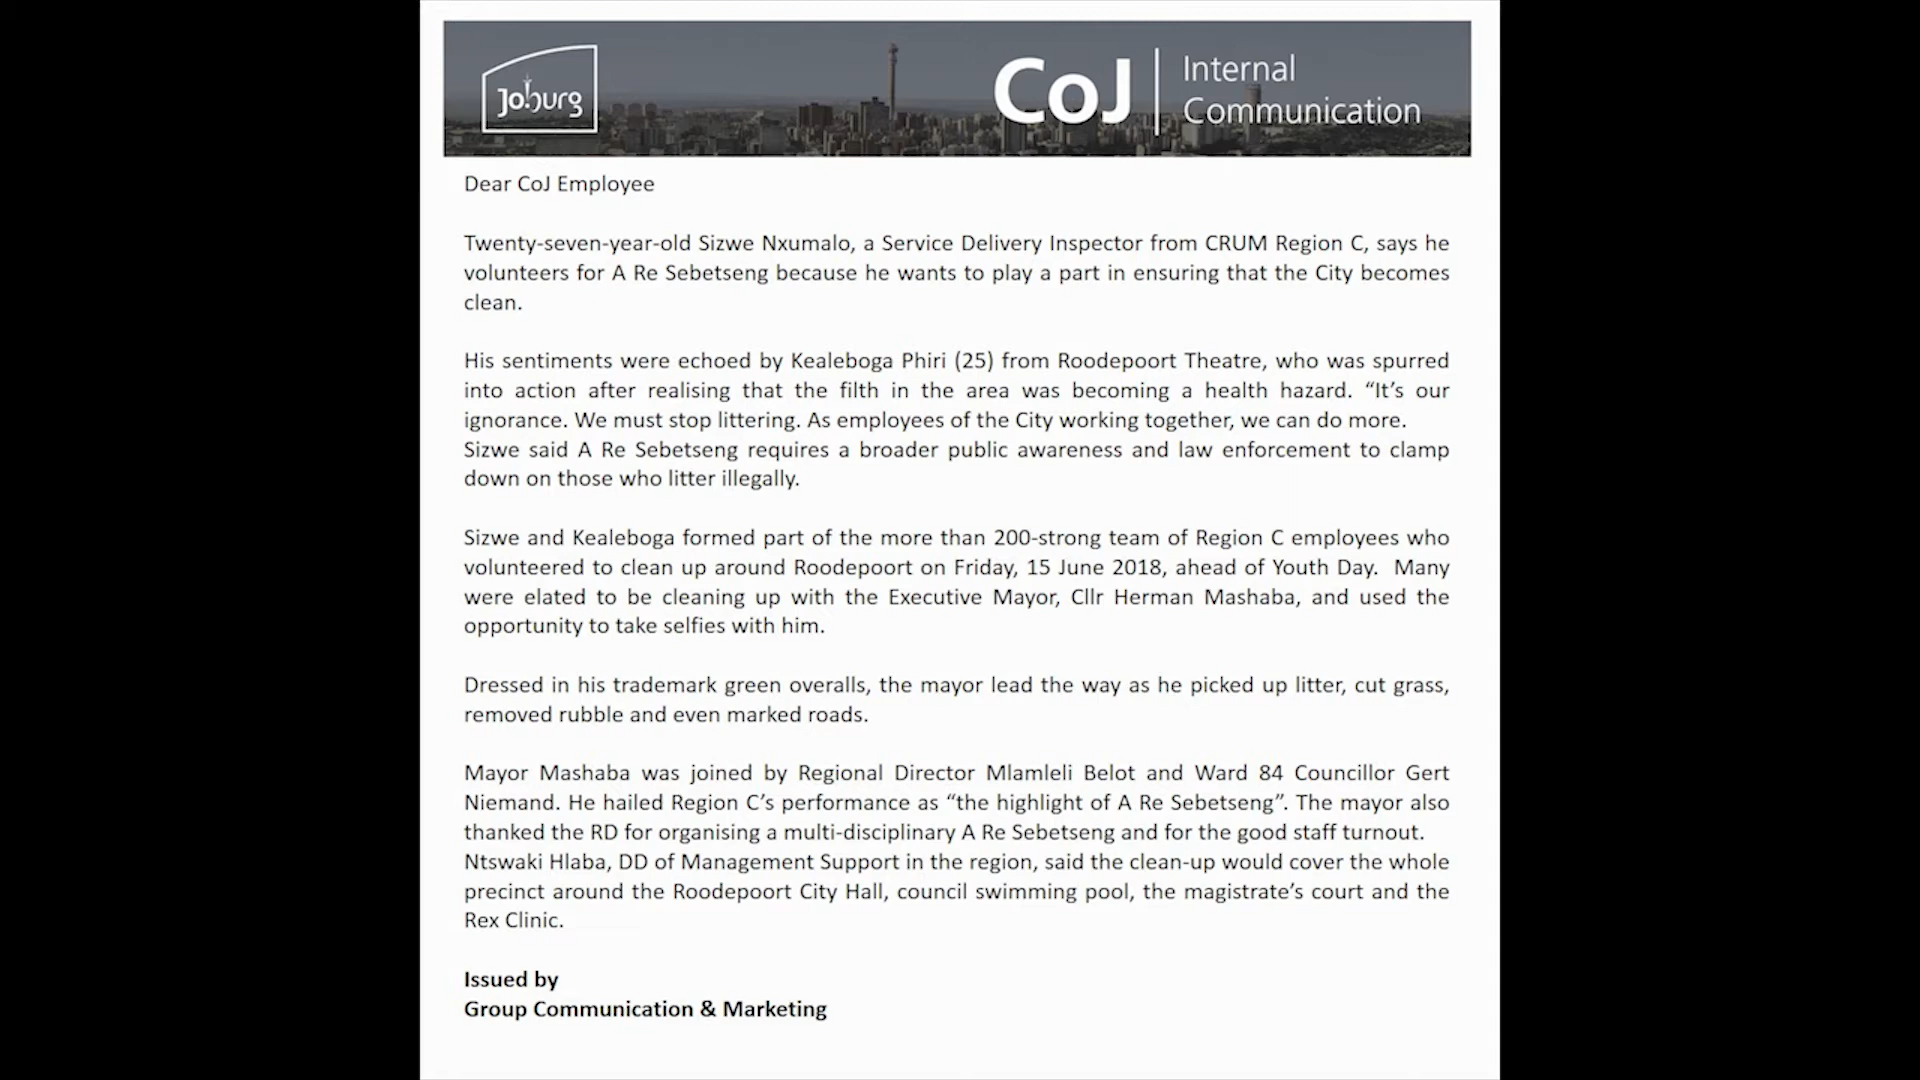 Joburg
CoJ
Internal
Communication
Dear CoJ Employee
Twenty-seven-year-old Sizwe Nxumalo, a Service Delivery Inspector from CRUM Region C, says he
volunteers for A Re Sebetseng because he wants to play a part in ensuring that the City becomes
clean.
His sentiments were echoed by Kealeboga Phiri (25) from Roodepoort Theatre, who was spurred
into action after realising that the filth in the area was becoming a health hazard. “It’s our
ignorance. We must stop littering. As employees of the City working together, we can do more.
Sizwe said A Re Sebetseng requires a broader public awareness and law enforcement to clamp
down on those who litter illegally.
Sizwe and Kealeboga formed part of the more than 200-strong team of Region C employees who
volunteered to clean up around Roodepoort on Friday, 15 June 2018, ahead of Youth Day.  Many
were elated to be cleaning up with the Executive Mayor, Cllr Herman Mashaba, and used the
opportunity to take selfies with him.
Dressed in his trademark green overalls, the mayor lead the way as he picked up litter, cut grass,
removed rubble and even marked roads.
Mayor Mashaba was joined by Regional Director Mlamleli Belot and Ward 84 Councillor Gert
Niemand. He hailed Region C’s performance as “the highlight of A Re Sebetseng”. The mayor also
thanked the RD for organising a multi-disciplinary A Re Sebetseng and for the good staff turnout.
Ntswaki Hlaba, DD of Management Support in the region, said the clean-up would cover the whole
precinct around the Roodepoort City Hall, council swimming pool, the magistrate’s court and the
Rex Clinic.
Issued by
Group Communication & Marketing